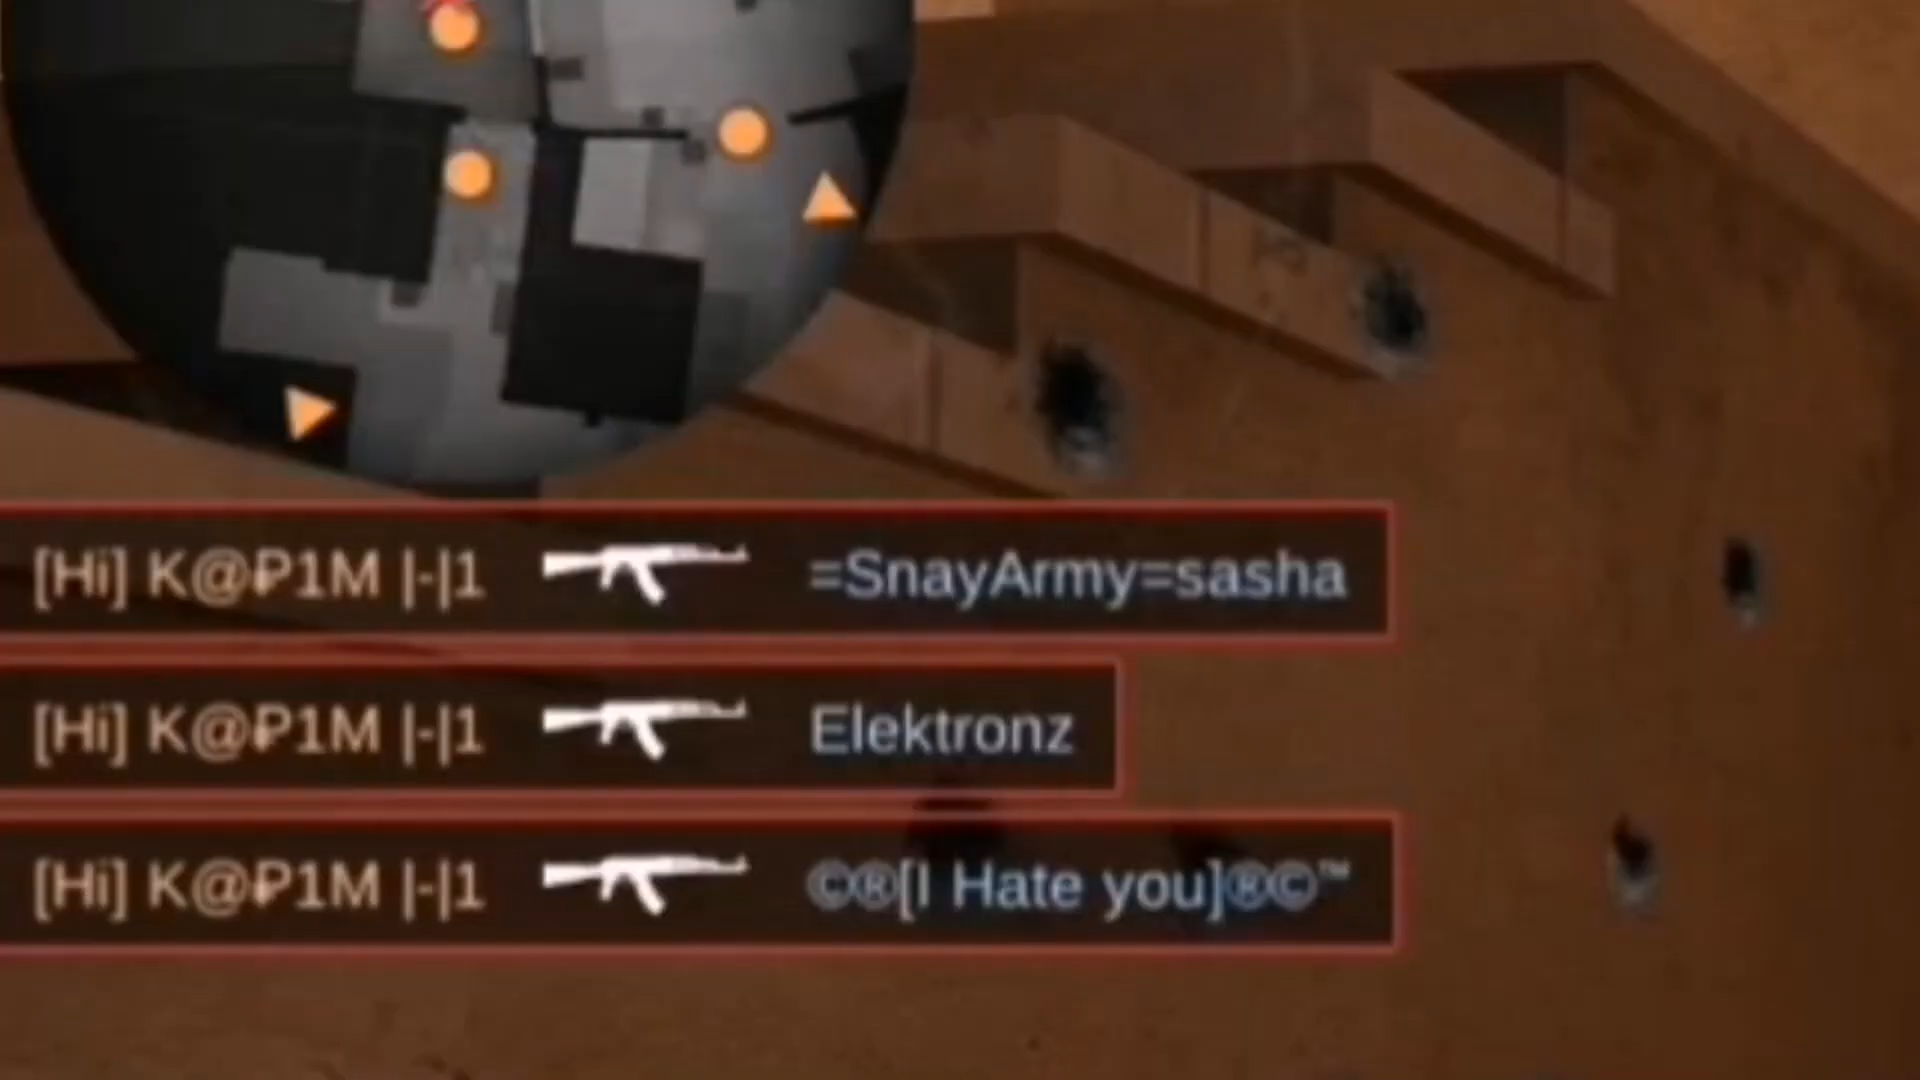 [Hi] K@₽1M |-|1 =SnayArmy=sasha
[Hi] K@₽1M |-|1 Elektronz
[Hi] K@₽1M |-|1 ©®[I Hate you]®©™